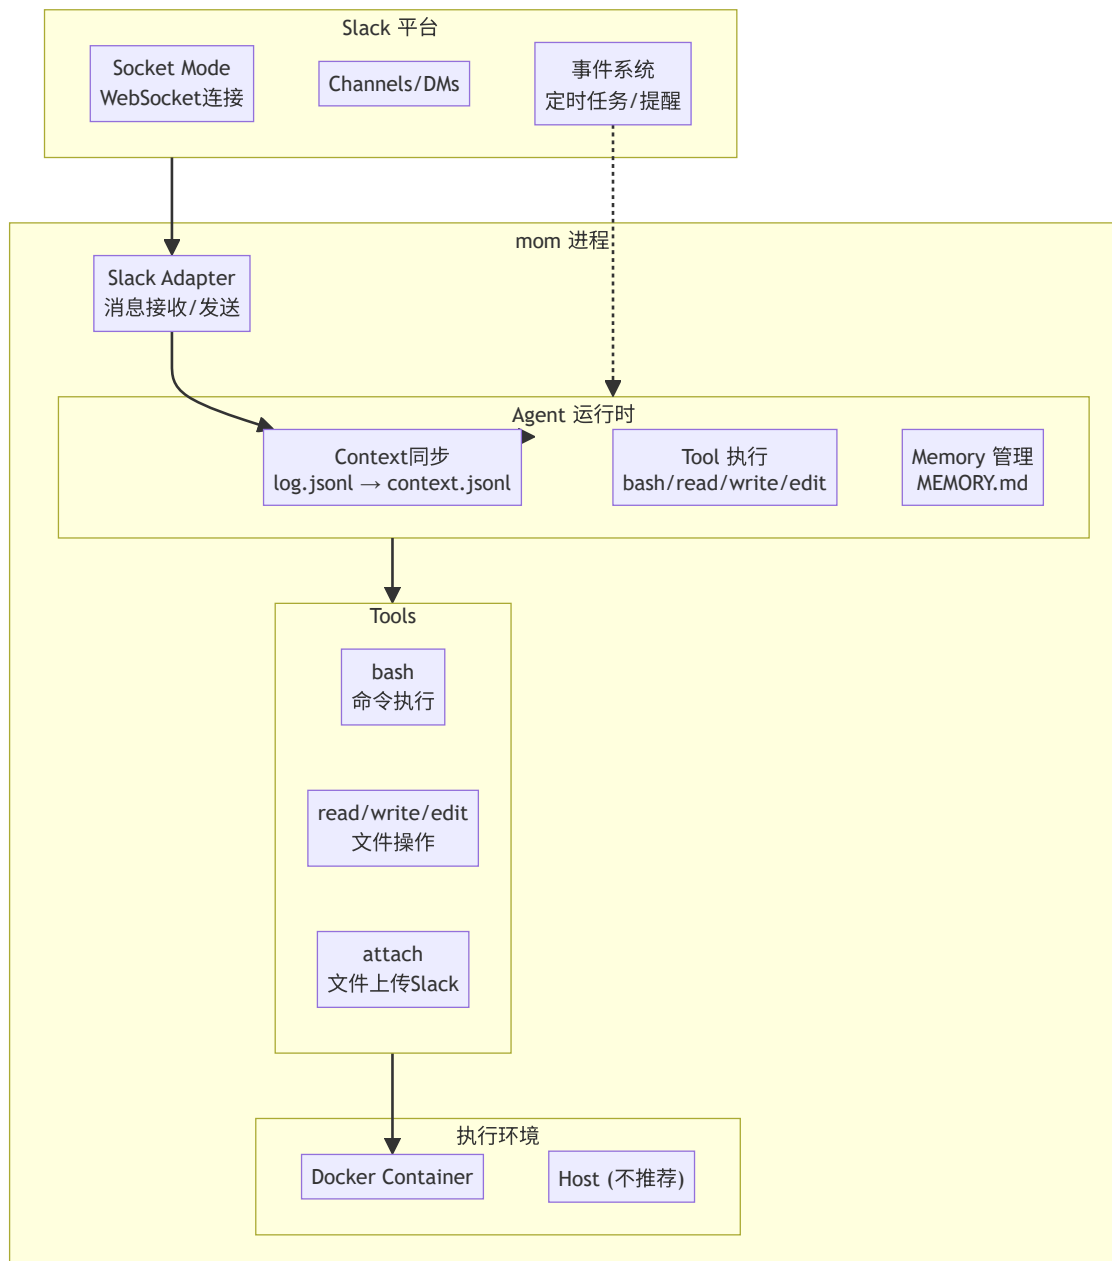 Slack 平台
Socket Mode
WebSocket连接
Channels/DMs
事件系统
定时任务/提醒
mom 进程
Slack Adapter
消息接收/发送
Agent 运行时
Context同步
log.jsonl → context.jsonl
Tool 执行
bash/read/write/edit
Memory 管理
MEMORY.md
Tools
bash
命令执行
read/write/edit
文件操作
attach
文件上传Slack
执行环境
Docker Container
Host (不推荐)